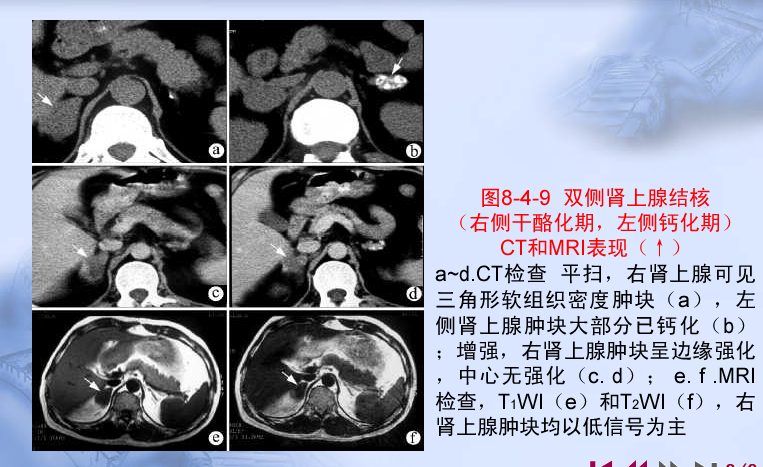 a
b
c
d
e
f
图8-4-9 双侧肾上腺结核
（右侧干酪化期，左侧钙化期）
CT和MRI表现（↑）
a~d.CT检查 平扫，右肾上腺可见
三角形软组织密度肿块（a），左
侧肾上腺肿块大部分已钙化（b）
；增强，右肾上腺肿块呈边缘强化
，中心无强化（c. d）； e. f .MRI
检查，T₁WI（e）和T₂WI（f），右
肾上腺肿块均以低信号为主